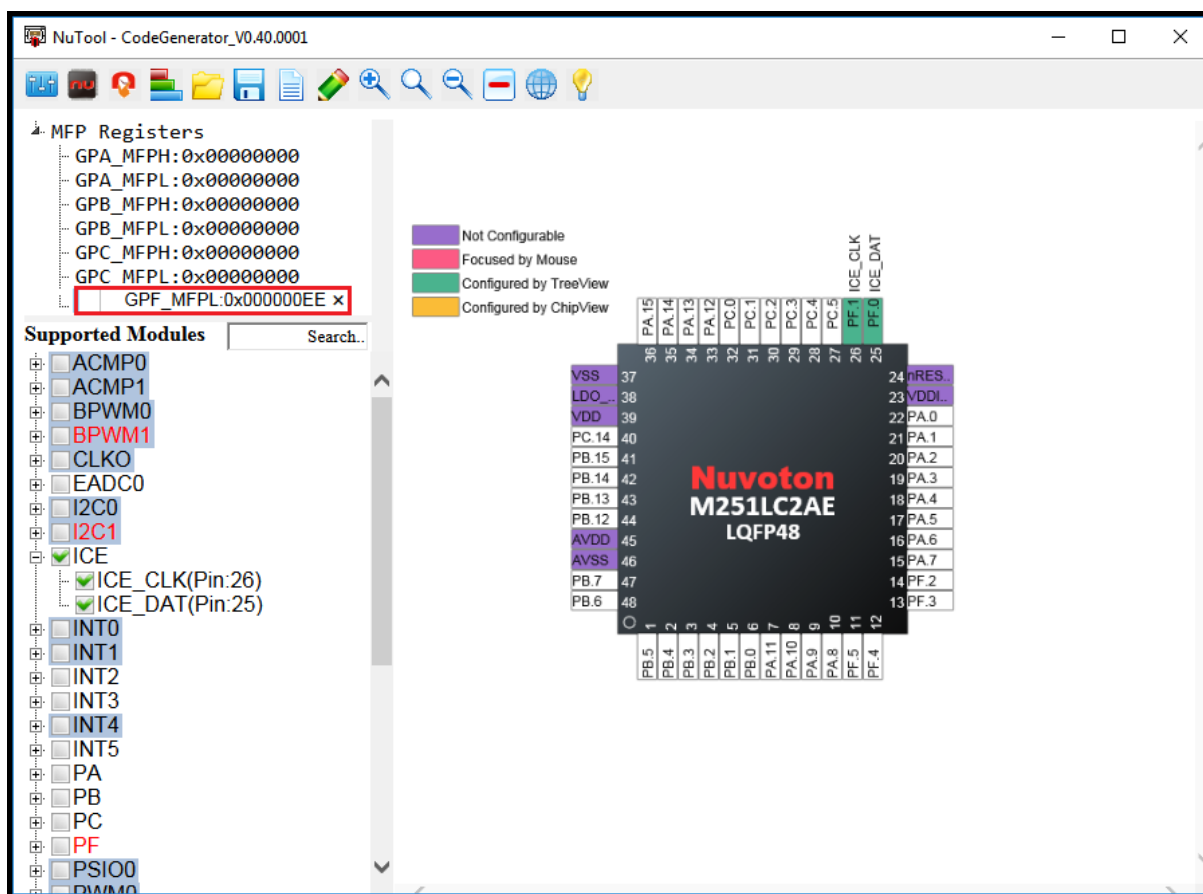 NuTool - CodeGenerator_V0.40.0001
MFP Registers
GPA_MFPH:0x00000000
GPA_MFPL:0x00000000
GPB_MFPH:0x00000000
GPB_MFPL:0x00000000
GPC_MFPH:0x00000000
GPC_MFPL:0x00000000
GPF_MFPL:0x000000EE ×
Supported Modules
Search..
ACMP0
ACMP1
BPWM0
BPWM1
CLKO
EADC0
I2C0
I2C1
ICE
ICE_CLK(Pin:26)
ICE_DAT(Pin:25)
INT0
INT1
INT2
INT3
INT4
INT5
PA
PB
PC
PF
PSIO0
PWM0
Not Configurable
Focused by Mouse
Configured by TreeView
Configured by ChipView
ICE_CLK
ICE_DAT
PA.15
PA.14
PA.13
PA.12
PC.0
PC.1
PC.2
PC.3
PC.4
PC.5
PF.1
PF.0
36
35
34
33
32
31
30
29
28
27
26
25
VSS 37
LDO_.. 38
VDD 39
PC.14 40
PB.15 41
PB.14 42
PB.13 43
PB.12 44
AVDD 45
AVSS 46
PB.7 47
PB.6 48
Nuvoton
M251LC2AE
LQFP48
24 nRES..
23 VDDI..
22 PA.0
21 PA.1
20 PA.2
19 PA.3
18 PA.4
17 PA.5
16 PA.6
15 PA.7
14 PF.2
13 PF.3
1
2
3
4
5
6
7
8
9
10
11
12
PB.5
PB.4
PB.3
PB.2
PB.1
PB.0
PA.11
PA.10
PA.9
PA.8
PF.5
PF.4